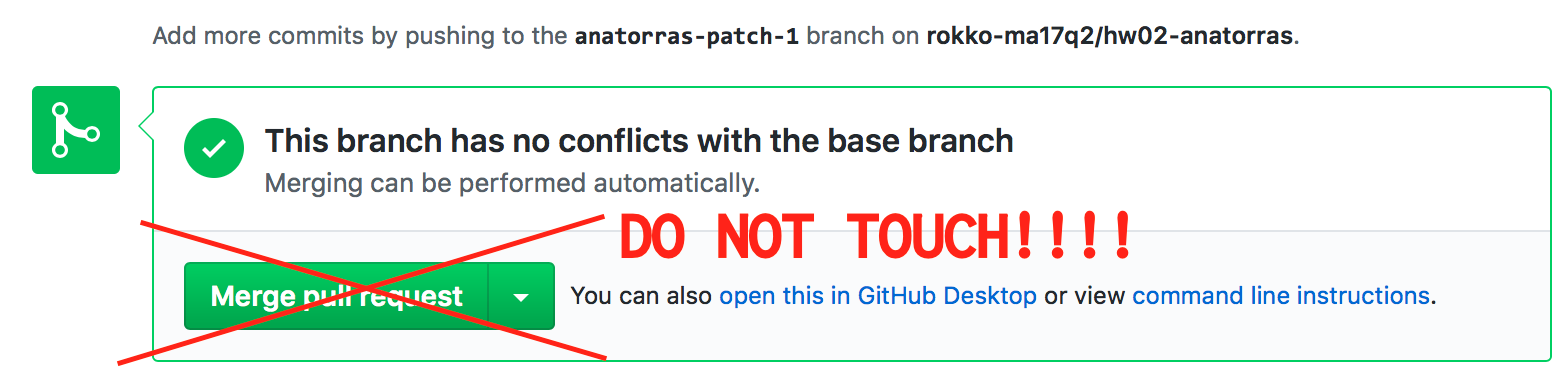 Add more commits by pushing to the anatorras-patch-1 branch on rokko-ma17q2/hw02-anatorras.
This branch has no conflicts with the base branch
Merging can be performed automatically.
DO NOT TOUCH!!!!
Merge pull request
You can also open this in GitHub Desktop or view command line instructions.